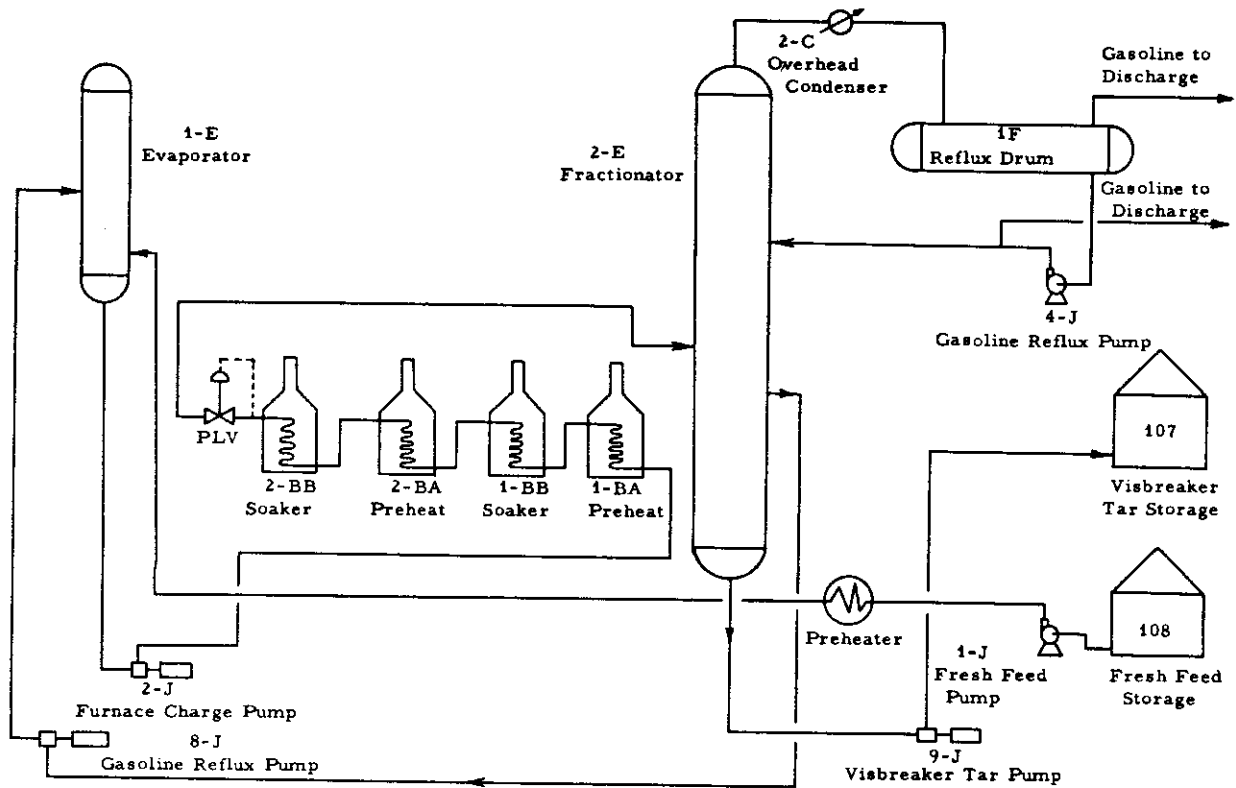 2-C
Overhead
Condenser
Gasoline to
Discharge
1-E
Evaporator
2-E
Fractionator
1F
Reflux Drum
Gasoline to
Discharge
4-J
Gasoline Reflux Pump
PLV
2-BB
Soaker
2-BA
Preheat
1-BB
Soaker
1-BA
Preheat
107
Visbreaker
Tar Storage
Preheater
108
1-J
Fresh Feed
Pump
Fresh Feed
Storage
2-J
Furnace Charge Pump
8-J
Gasoline Reflux Pump
9-J
Visbreaker Tar Pump